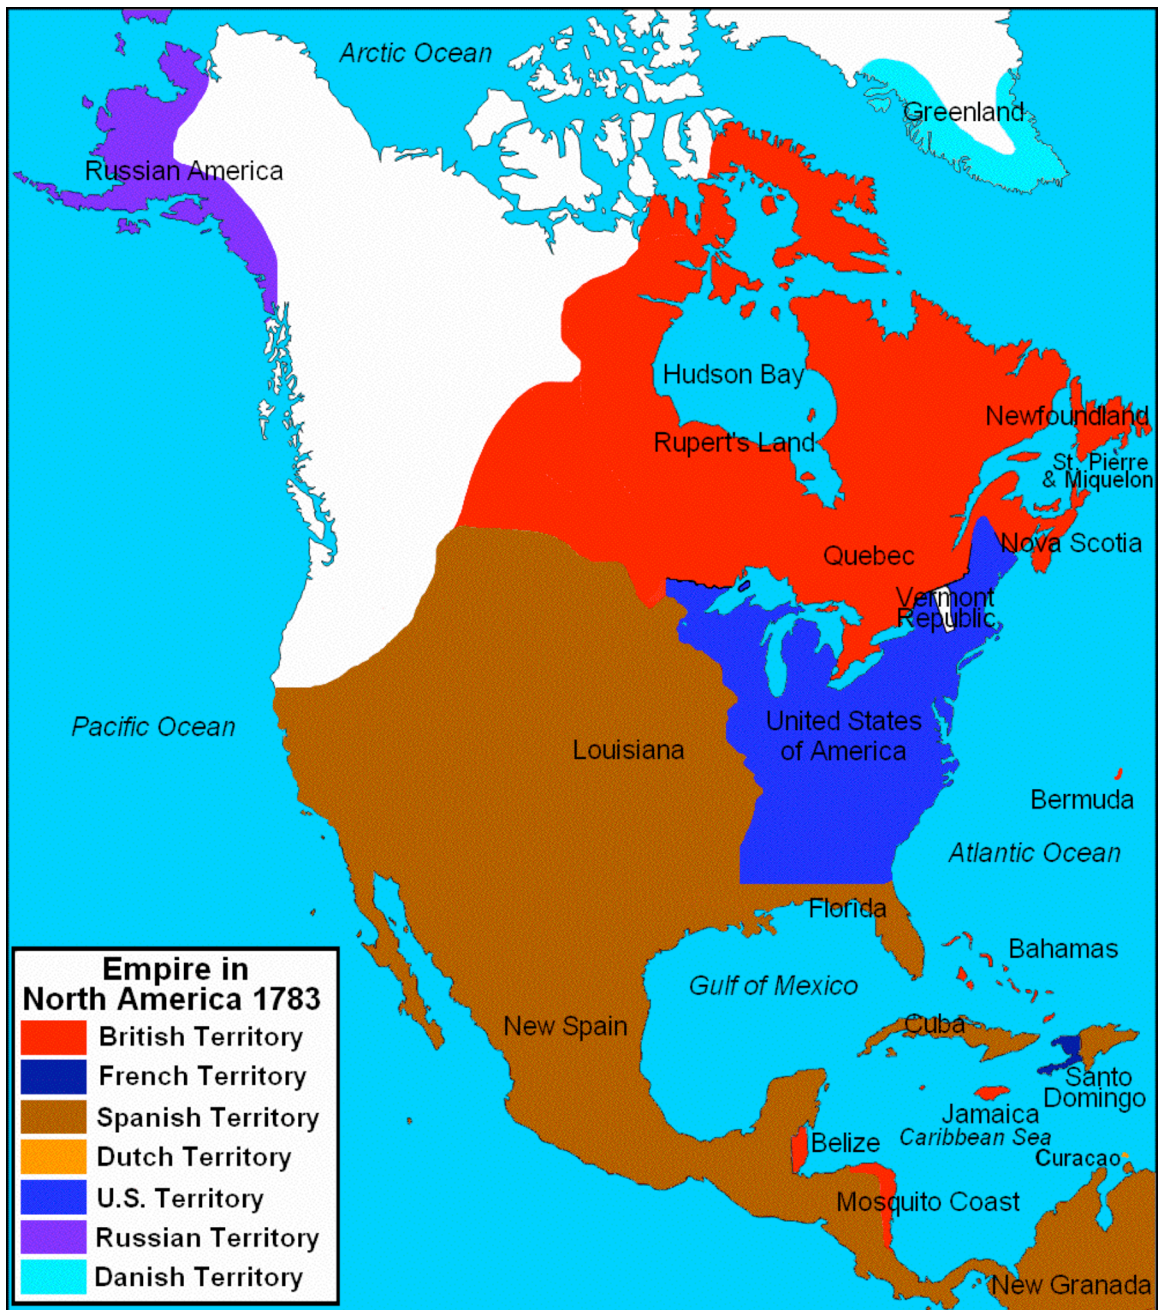 Arctic Ocean
Greenland
Russian America
Hudson Bay
Newfoundland
Rupert's Land
St. Pierre
& Miquelon
Nova Scotia
Quebec
Vermont
Republic
United States
of America
Pacific Ocean
Louisiana
Bermuda
Atlantic Ocean
Florida
Bahamas
Gulf of Mexico
New Spain
Cuba
Santo
Domingo
Jamaica
Caribbean Sea
Belize
Curacao
Mosquito Coast
New Granada
Empire in
North America 1783
British Territory
French Territory
Spanish Territory
Dutch Territory
U.S. Territory
Russian Territory
Danish Territory